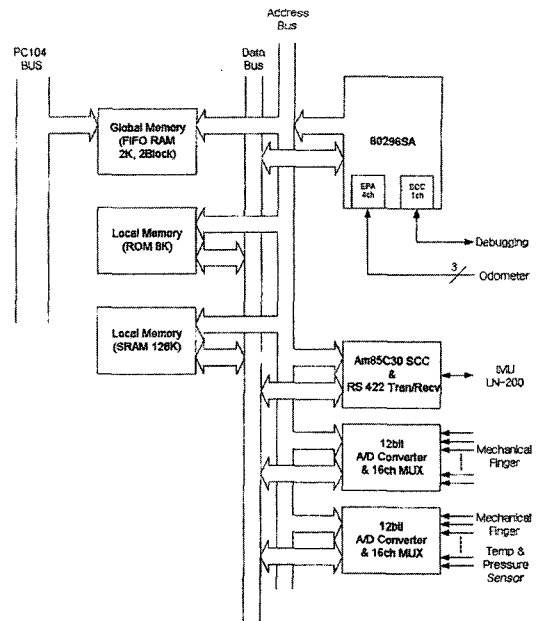 Address
Bus
PC104
BUS
Data
Bus
Global Memory
(FIFO RAM
2K, 2Block)
80296SA
EPA
4ch
SCC
1ch
Local Memory
(ROM 8K)
Debugging
3
Odometer
Local Memory
(SRAM 128K)
Am85C30 SCC
&
RS 422 Tran/Recv
IMU
LN-200
12bit
A/D Converter
& 16ch MUX
Mechanical
Finger
12bit
A/D Converter
& 16ch MUX
Mechanical
Finger
Temp &
Pressure
Sensor